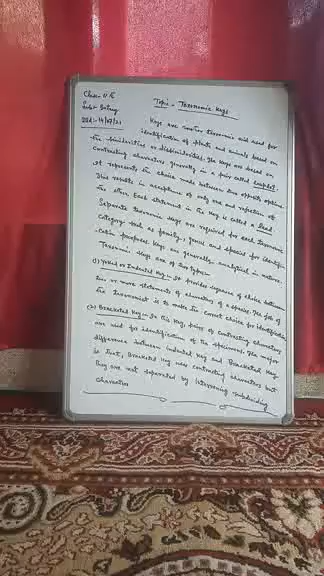 Class- XI B
Topic - Taxonomic Keys
Sub:- Botany
Dt:- 14/07/21
Keys are another taxonomic aid used for
identification of plants and animals based on
the similarities or dissimilarities. The keys are based on
contrasting characters generally in a pair called couplet.
It represents the choice made between two opposite options
This results in acceptance of only one and rejection of
the other. Each statement in the key is called a lead.
Separate taxonomic keys are required for each taxonomic
Category such as family, genus and species for identifi-
-cation purposes. Keys are generally analytical in nature.
Taxonomic Keys are of two types:-
or Indented Key :- It provides sequence of choice between
two or more statements of characters of a species. The job of
the taxonomist is to make the correct choice for identification
(2) Bracketed Key :- In this key pairs of contrasting characters
are used for identification of the specimens. The major
difference between indented key and Bracketed key
is that, Bracketed key uses contrasting characters but
they are not separated by intervening subdividing
characters